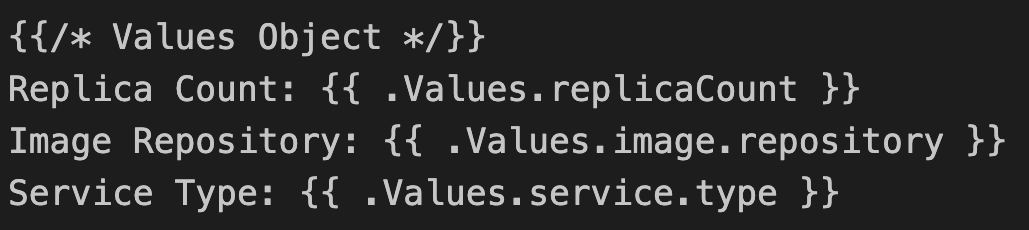 {{/* Values Object */}}
Replica Count: {{ .Values.replicaCount }}
Image Repository: {{ .Values.image.repository }}
Service Type: {{ .Values.service.type }}